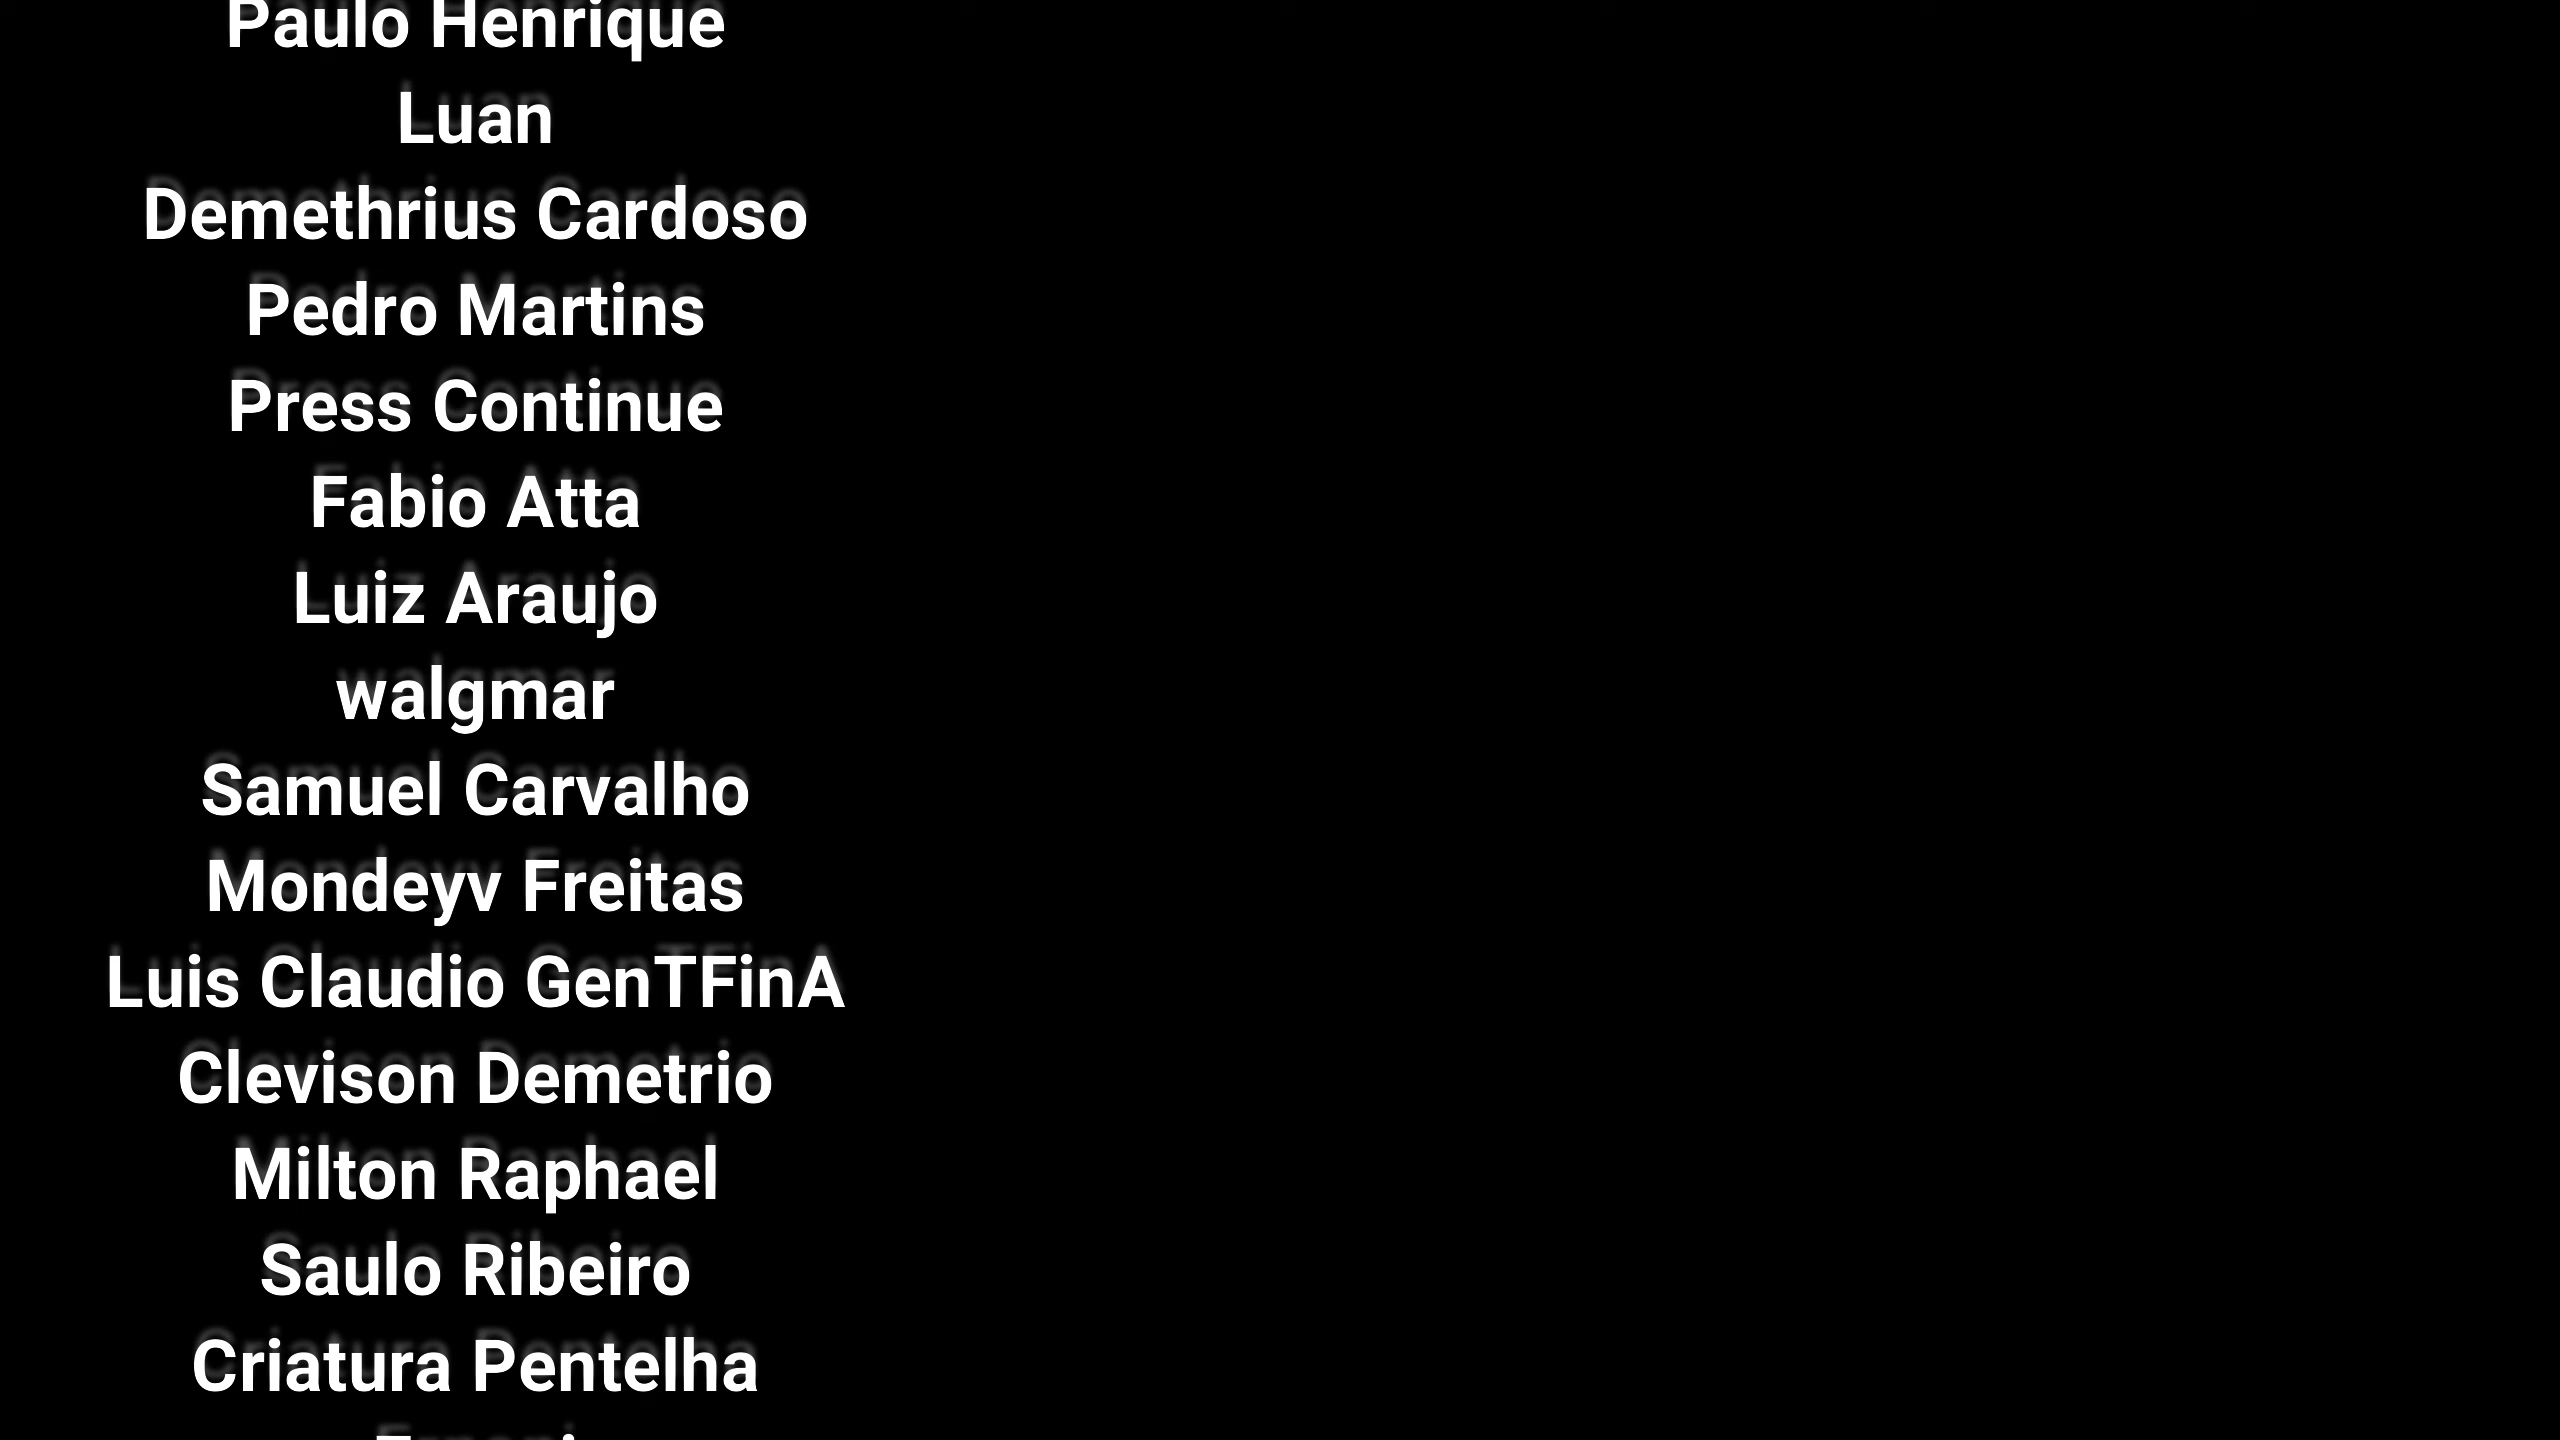 Paulo Henrique
Luan
Demethrius Cardoso
Pedro Martins
Press Continue
Fabio Atta
Luiz Araujo
walgmar
Samuel Carvalho
Mondeyv Freitas
Luis Claudio GenTFinA
Clevison Demetrio
Milton Raphael
Saulo Ribeiro
Criatura Pentelha